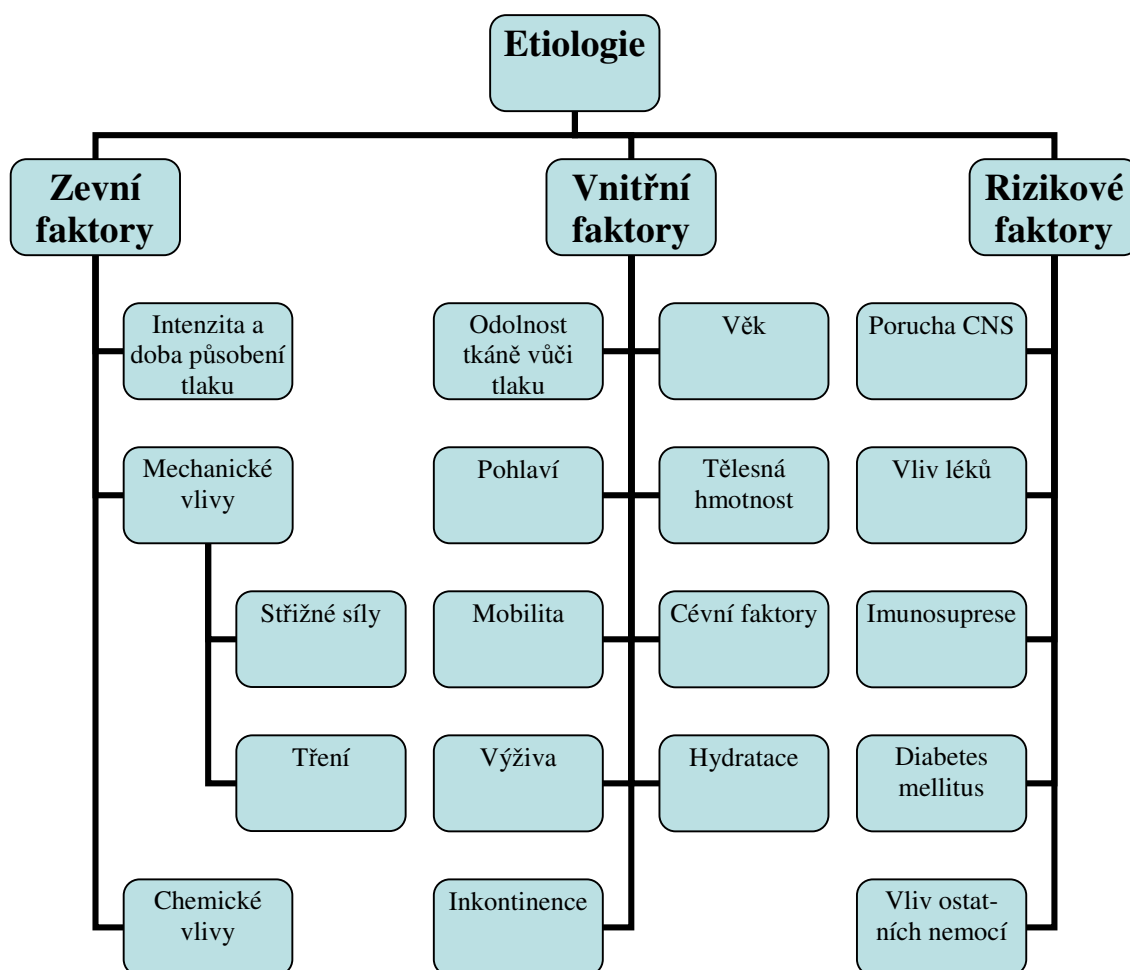 Etiologie
Zevní
faktory
Vnitřní
faktory
Rizikové
faktory
Intenzita a
doba působení
tlaku
Odolnost
tkáně vůči
tlaku
Věk
Porucha CNS
Mechanické
vlivy
Pohlaví
Tělesná
hmotnost
Vliv léků
Střižné síly
Mobilita
Cévní faktory
Imunosuprese
Tření
Výživa
Hydratace
Diabetes
mellitus
Chemické
vlivy
Inkontinence
Vliv ostat-
ních nemocí